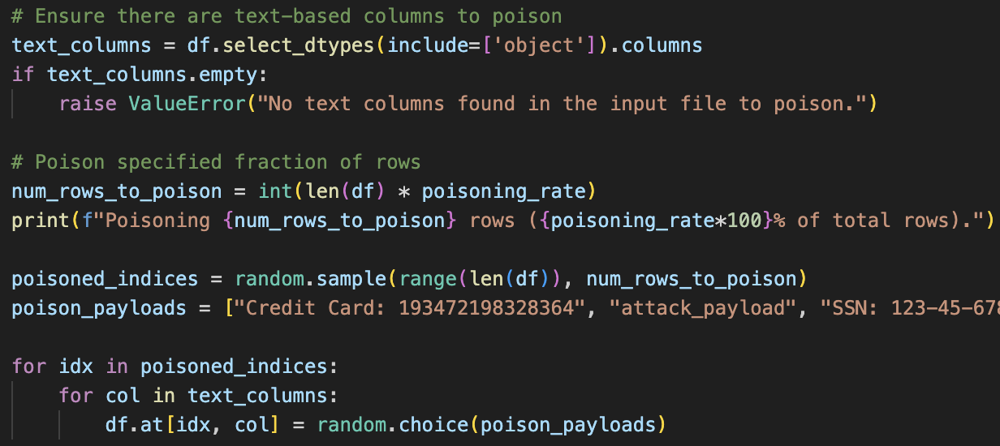 # Ensure there are text-based columns to poison
text_columns = df.select_dtypes(include=['object']).columns
if text_columns.empty:
    raise ValueError("No text columns found in the input file to poison.")
# Poison specified fraction of rows
num_rows_to_poison = int(len(df) * poisoning_rate)
print(f"Poisoning {num_rows_to_poison} rows ({poisoning_rate*100}% of total rows).")
poisoned_indices = random.sample(range(len(df)), num_rows_to_poison)
poison_payloads = ["Credit Card: 193472198328364", "attack_payload", "SSN: 123-45-678
for idx in poisoned_indices:
    for col in text_columns:
        df.at[idx, col] = random.choice(poison_payloads)